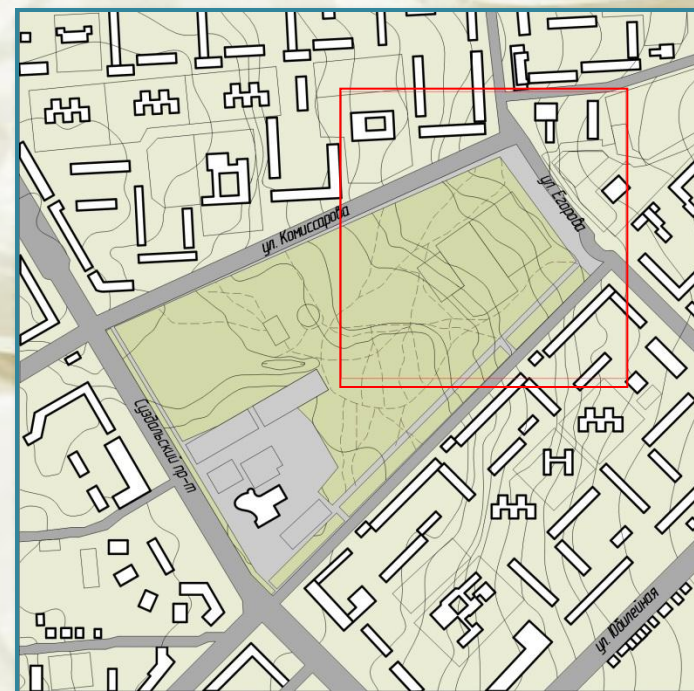 ул. Комиссарова
ул. Егорова
Суздальский пр-т
ул. Юбилейная